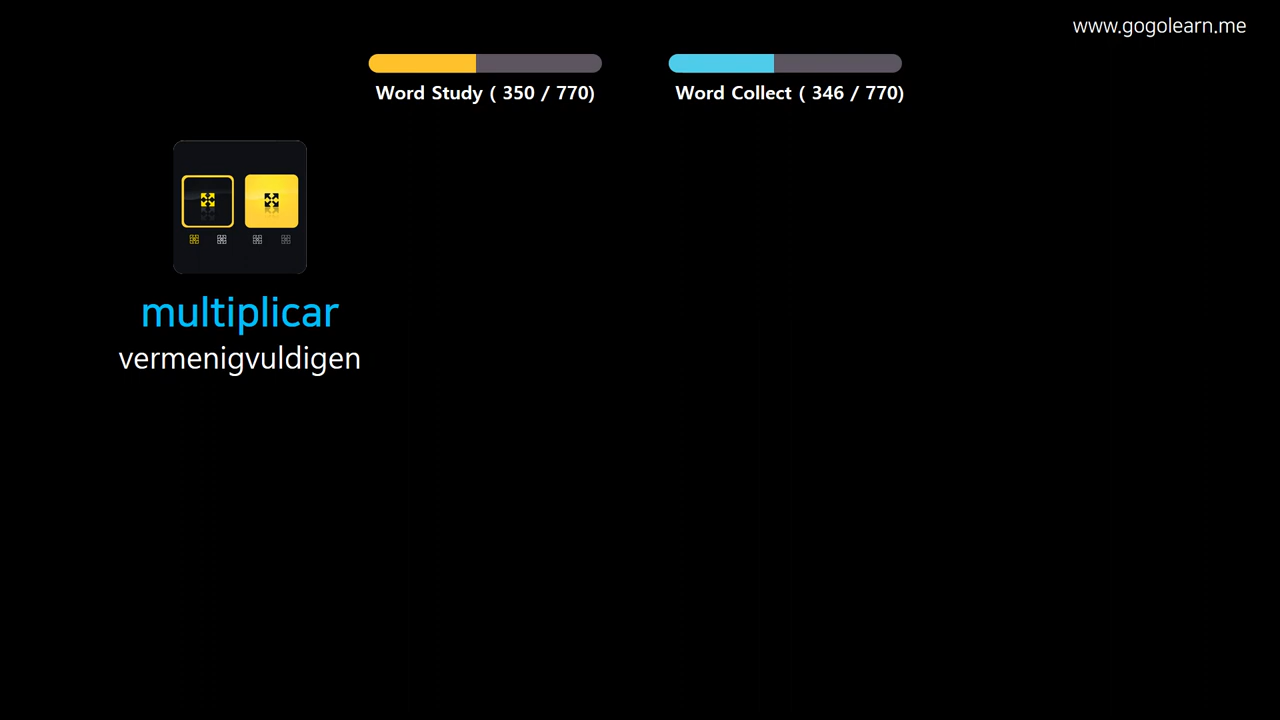 www.gogolearn.me
Word Study ( 350 / 770)
Word Collect ( 346 / 770)
multiplicar
vermenigvuldigen